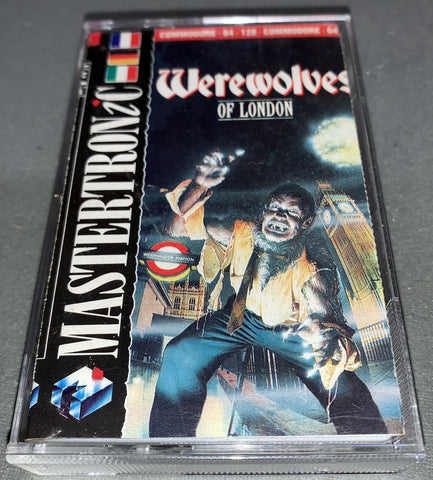 COMMODORE · 64 · 128 · COMMODORE · 64
Werewolves
OF LONDON
WESTMINSTER STATION
MASTERTRONiC